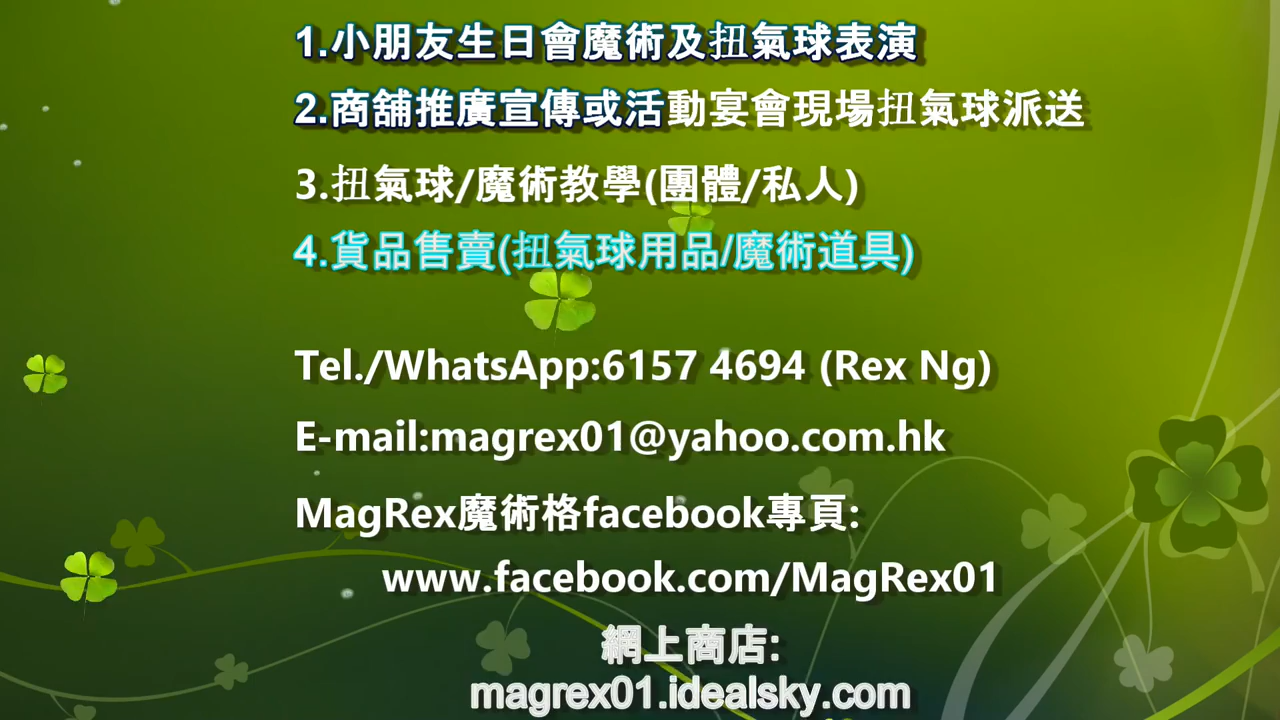 1.小朋友生日會魔術及扭氣球表演
2.商舖推廣宣傳或活動宴會現場扭氣球派送
3.扭氣球/魔術教學(團體/私人)
4.貨品售賣(扭氣球用品/魔術道具)
Tel./WhatsApp:6157 4694 (Rex Ng)
E-mail:magrex01@yahoo.com.hk
MagRex魔術格facebook專頁:
www.facebook.com/MagRex01
網上商店:
magrex01.idealsky.com